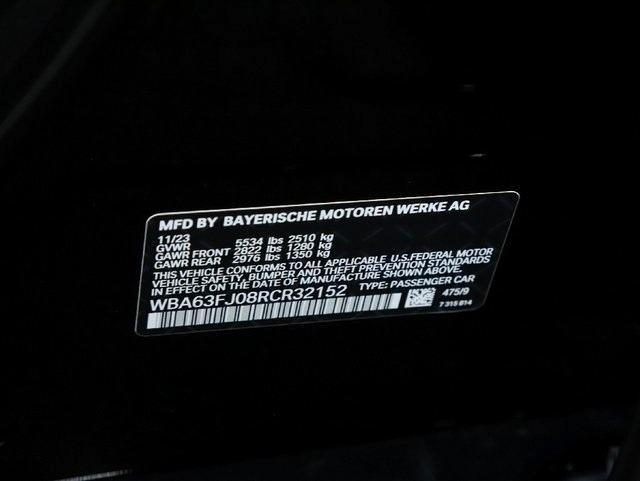 MFD BY BAYERISCHE MOTOREN WERKE AG
11/23
GVWR 5534 lbs 2510 kg
GAWR FRONT 2822 lbs 1280 kg
GAWR REAR 2976 lbs 1350 kg
THIS VEHICLE CONFORMS TO ALL APPLICABLE U.S.FEDERAL MOTOR
VEHICLE SAFETY, BUMPER, AND THEFT PREVENTION STANDARDS
IN EFFECT ON THE DATE OF MANUFACTURE SHOWN ABOVE.
WBA63FJ08RCR32152 TYPE: PASSENGER CAR
475/9
7 315 614